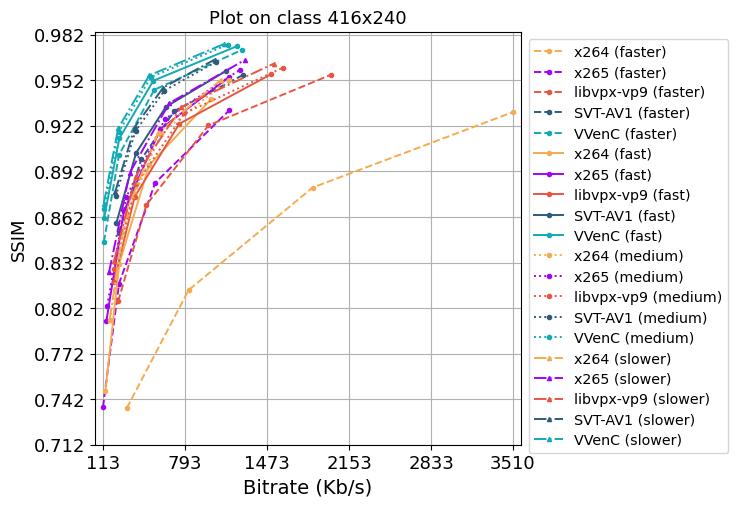 Plot on class 416x240
0.982
0.952
0.922
0.892
0.862
0.832
0.802
0.772
0.742
0.712
SSIM
113 793 1473 2153 2833 3510
Bitrate (Kb/s)
x264 (faster)
x265 (faster)
libvpx-vp9 (faster)
SVT-AV1 (faster)
VVenC (faster)
x264 (fast)
x265 (fast)
libvpx-vp9 (fast)
SVT-AV1 (fast)
VVenC (fast)
x264 (medium)
x265 (medium)
libvpx-vp9 (medium)
SVT-AV1 (medium)
VVenC (medium)
x264 (slower)
x265 (slower)
libvpx-vp9 (slower)
SVT-AV1 (slower)
VVenC (slower)